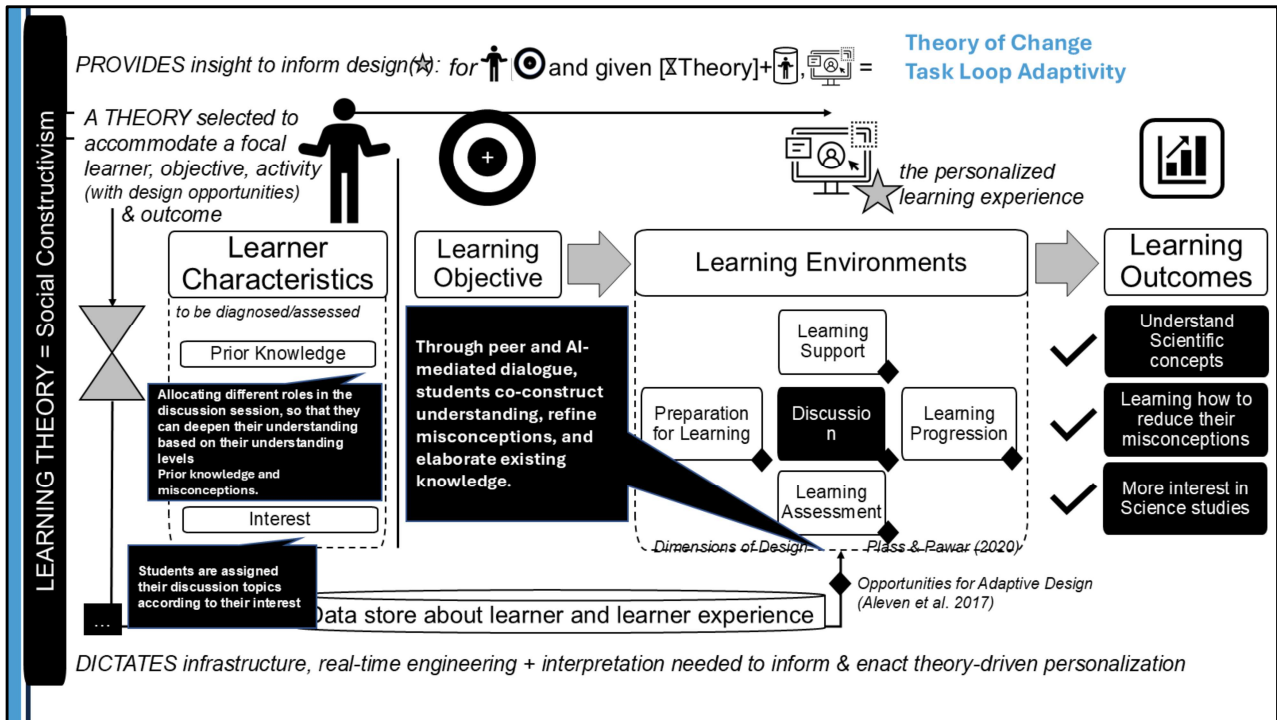 LEARNING THEORY = Social Constructivism
PROVIDES insight to inform design(s): for and given [Theory]+ , =
Theory of Change
Task Loop Adaptivity
A THEORY selected to
accommodate a focal
learner, objective, activity
(with design opportunities)
& outcome
the personalized
learning experience
Learner
Characteristics
to be diagnosed/assessed
Prior Knowledge
Allocating different roles in the
discussion session, so that they
can deepen their understanding
based on their understanding
levels
Prior knowledge and
misconceptions.
Interest
Students are assigned
their discussion topics
according to their interest
...
Learning
Objective
Through peer and AI-
mediated dialogue,
students co-construct
understanding, refine
misconceptions, and
elaborate existing
knowledge.
Learning Environments
Learning
Support
Preparation
for Learning
Discussio
n
Learning
Progression
Learning
Assessment
Dimensions of Design
Plass & Pawar (2020)
Learning
Outcomes
Understand
Scientific
concepts
Learning how to
reduce their
misconceptions
More interest in
Science studies
Opportunities for Adaptive Design
(Aleven et al. 2017)
Data store about learner and learner experience
DICTATES infrastructure, real-time engineering + interpretation needed to inform & enact theory-driven personalization